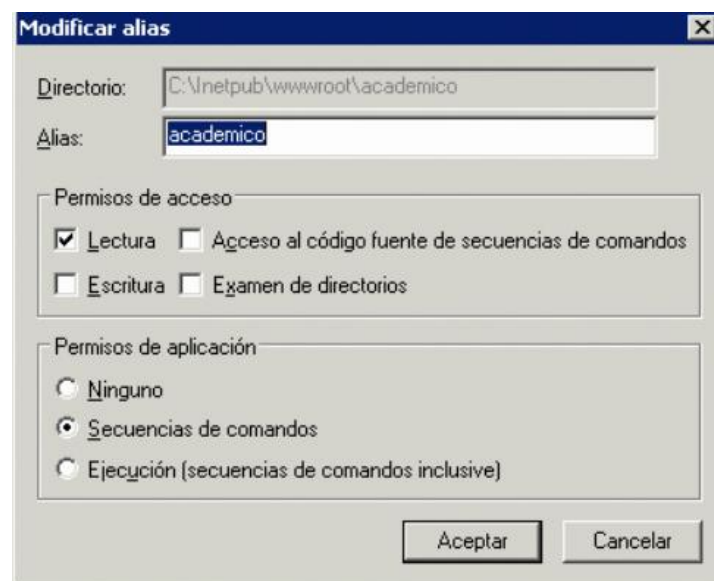 Modificar alias
Directorio: C:\Inetpub\wwwroot\academico
Alias: academico
Permisos de acceso
Lectura Acceso al código fuente de secuencias de comandos
Escritura Examen de directorios
Permisos de aplicación
Ninguno
Secuencias de comandos
Ejecución (secuencias de comandos inclusive)
Aceptar Cancelar